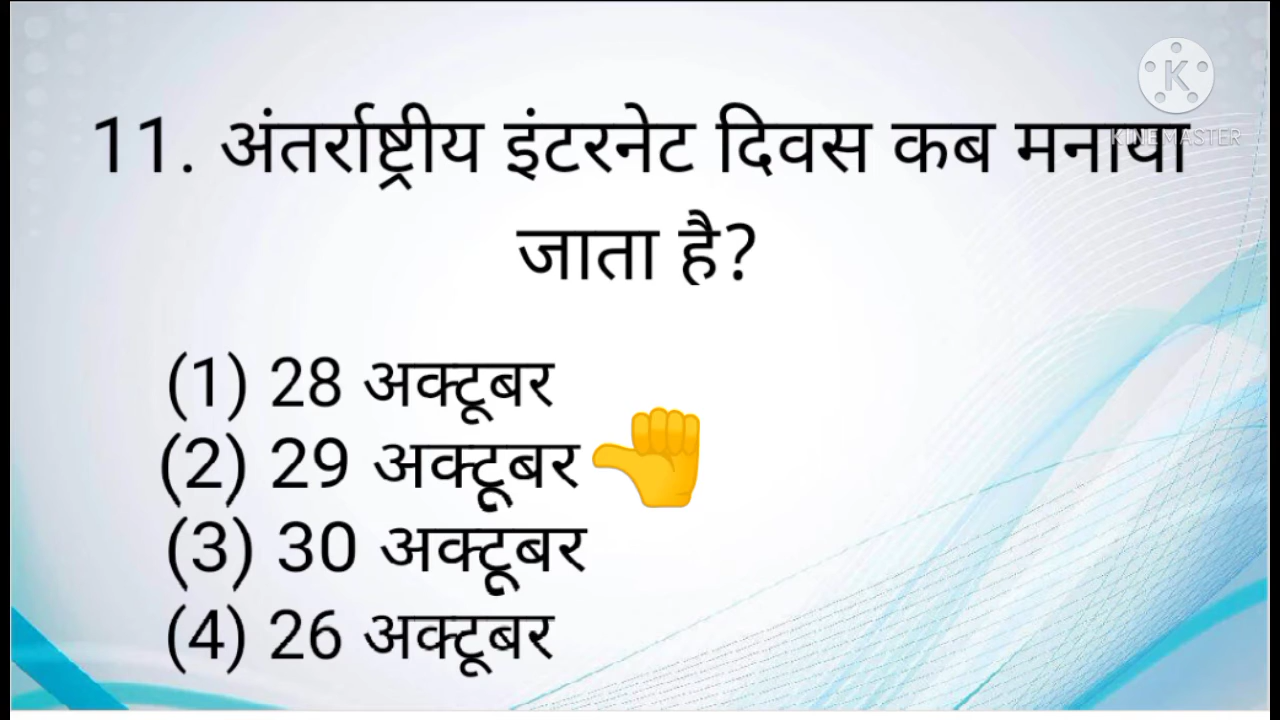 KINEMASTER
11. अंतर्राष्ट्रीय इंटरनेट दिवस कब मनाया
जाता है?
(1) 28 अक्टूबर
(2) 29 अक्टूबर
(3) 30 अक्टूबर
(4) 26 अक्टूबर